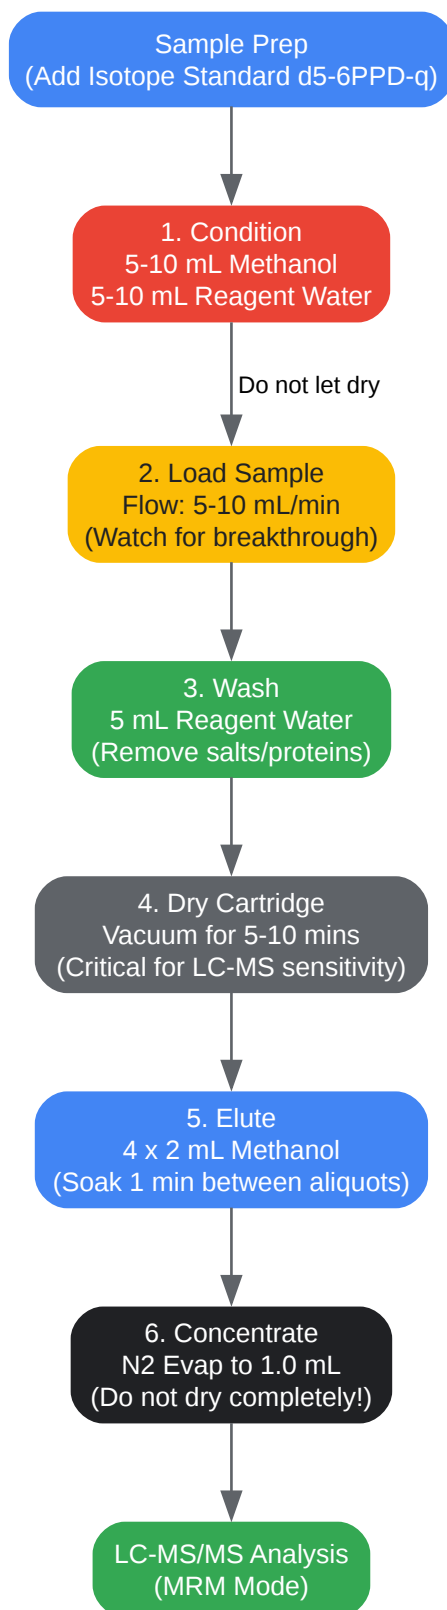 Sample Prep
(Add Isotope Standard d5-6PPD-q)
1. Condition
5-10 mL Methanol
5-10 mL Reagent Water
Do not let dry
2. Load Sample
Flow: 5-10 mL/min
(Watch for breakthrough)
3. Wash
5 mL Reagent Water
(Remove salts/proteins)
4. Dry Cartridge
Vacuum for 5-10 mins
(Critical for LC-MS sensitivity)
5. Elute
4 x 2 mL Methanol
(Soak 1 min between aliquots)
6. Concentrate
N2 Evap to 1.0 mL
(Do not dry completely!)
LC-MS/MS Analysis
(MRM Mode)